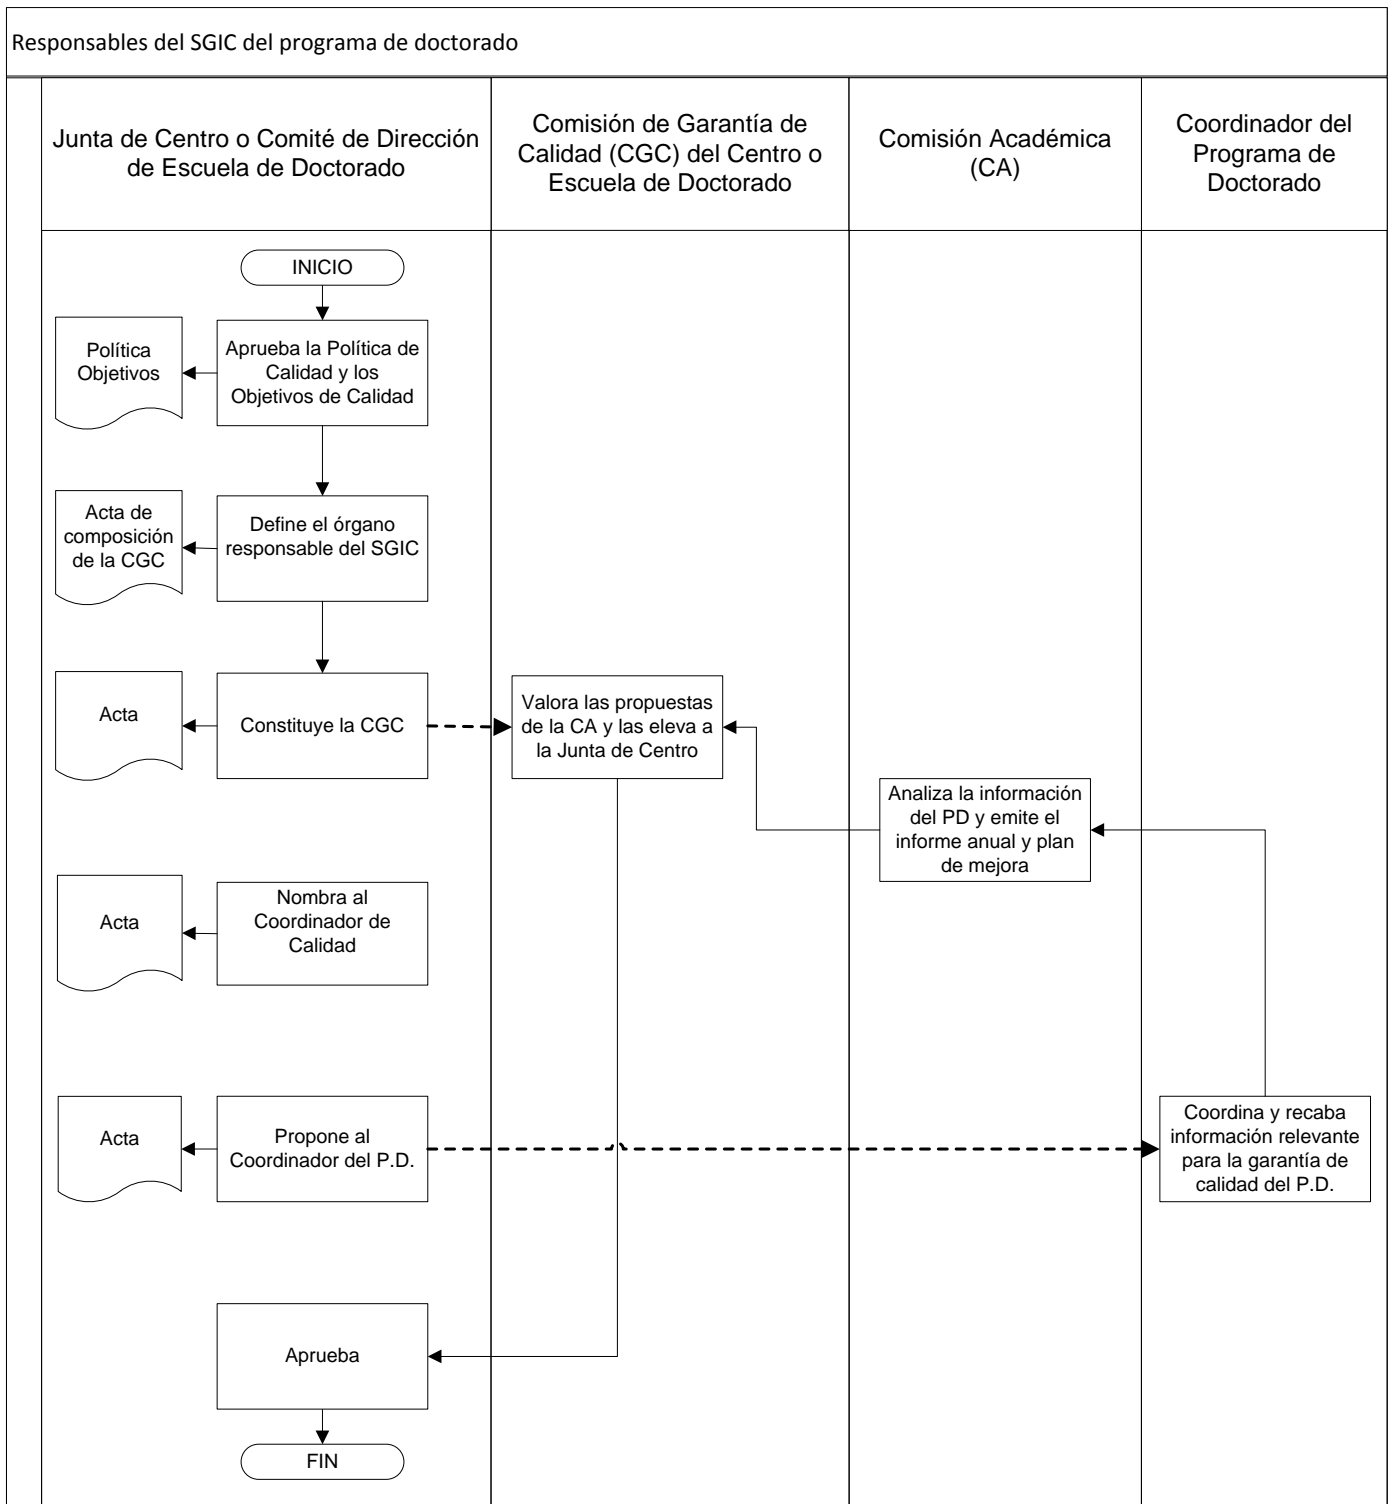 Responsables del SGIC del programa de doctorado
Junta de Centro o Comité de Dirección
de Escuela de Doctorado
Comisión de Garantía de
Calidad (CGC) del Centro o
Escuela de Doctorado
Comisión Académica
(CA)
Coordinador del
Programa de
Doctorado
INICIO
Política
Objetivos
Aprueba la Política de
Calidad y los
Objetivos de Calidad
Acta de
composición
de la CGC
Define el órgano
responsable del SGIC
Acta
Constituye la CGC
Valora las propuestas
de la CA y las eleva a
la Junta de Centro
Analiza la información
del PD y emite el
informe anual y plan
de mejora
Acta
Nombra al
Coordinador de
Calidad
Acta
Propone al
Coordinador del P.D.
Coordina y recaba
información relevante
para la garantía de
calidad del P.D.
Aprueba
FIN